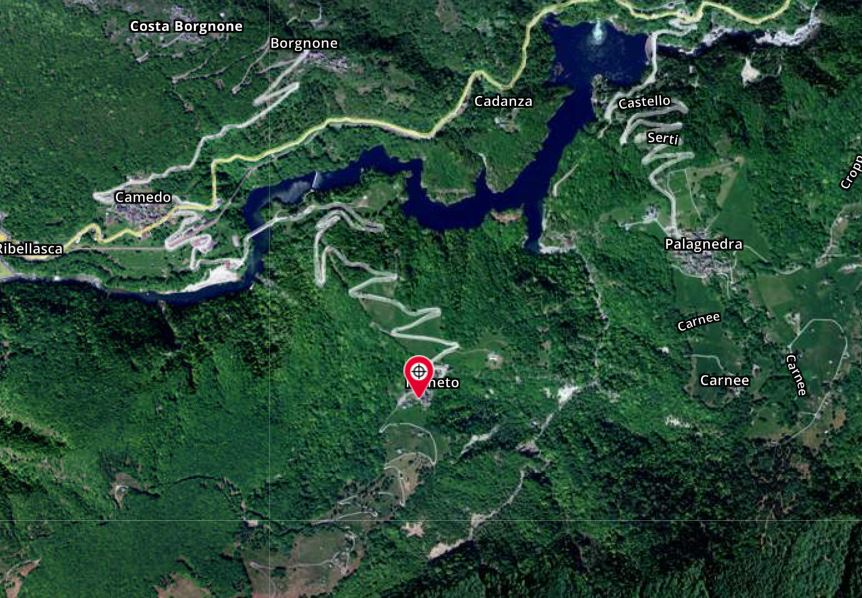 Costa Borgnone
Borgnone
Cadanza
Castello
Serti
Camedo
Ribellasca
Palagnedra
Carnee
Carnee
Carnee